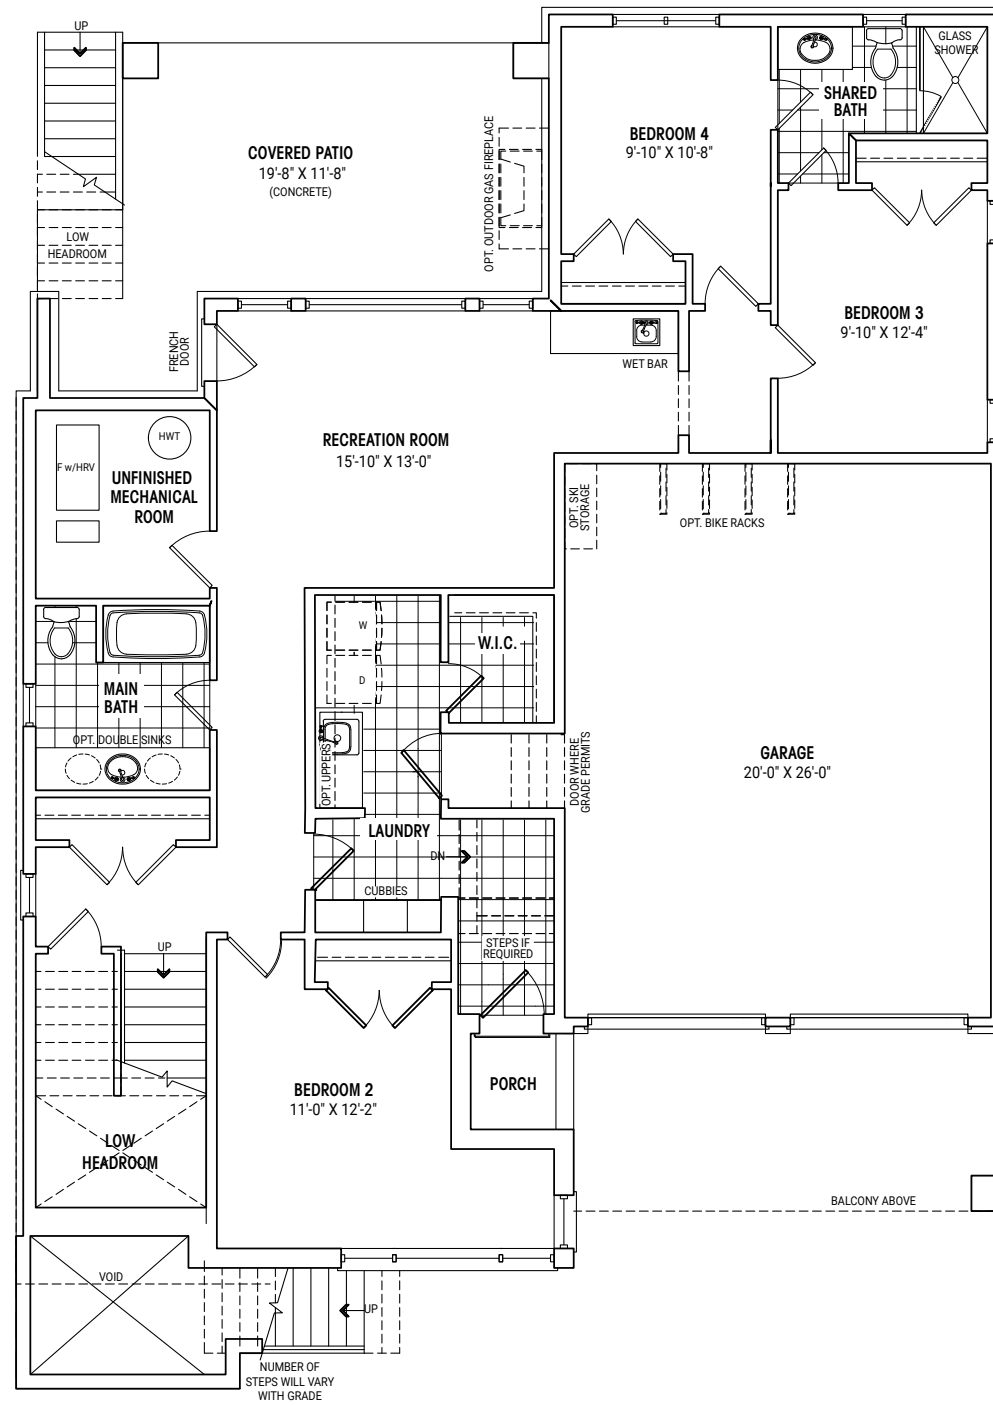 UP
GLASS
SHOWER
SHARED
BATH
BEDROOM 4
9'-10" X 10'-8"
COVERED PATIO
19'-8" X 11'-8"
(CONCRETE)
OPT. OUTDOOR GAS FIREPLACE
LOW
HEADROOM
BEDROOM 3
9'-10" X 12'-4"
FRENCH
DOOR
WET BAR
HWT
RECREATION ROOM
15'-10" X 13'-0"
F w/HRV
UNFINISHED
MECHANICAL
ROOM
OPT. SKI
STORAGE
OPT. BIKE RACKS
W
W.I.C.
D
MAIN
BATH
OPT. DOUBLE SINKS
OPT. UPPERS
DOOR WHERE
GRADE PERMITS
GARAGE
20'-0" X 26'-0"
LAUNDRY
DN
CUBBIES
UP
STEPS IF
REQUIRED
BEDROOM 2
11'-0" X 12'-2"
PORCH
LOW
HEADROOM
BALCONY ABOVE
VOID
UP
NUMBER OF
STEPS WILL VARY
WITH GRADE